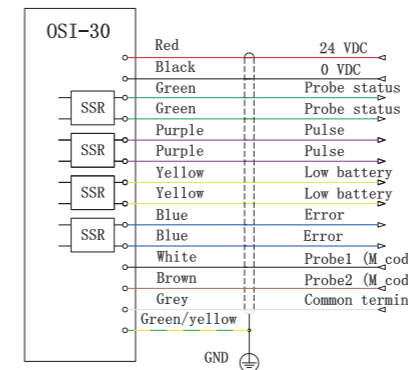 OSI-30
Red 24 VDC
Black 0 VDC
Green Probe status
SSR
Green Probe status
Purple Pulse
SSR
Purple Pulse
Yellow Low battery
SSR
Yellow Low battery
Blue Error
SSR
Blue Error
White Probe1 (M_cod
Brown Probe2 (M_cod
Grey Common termin
Green/yellow
GND